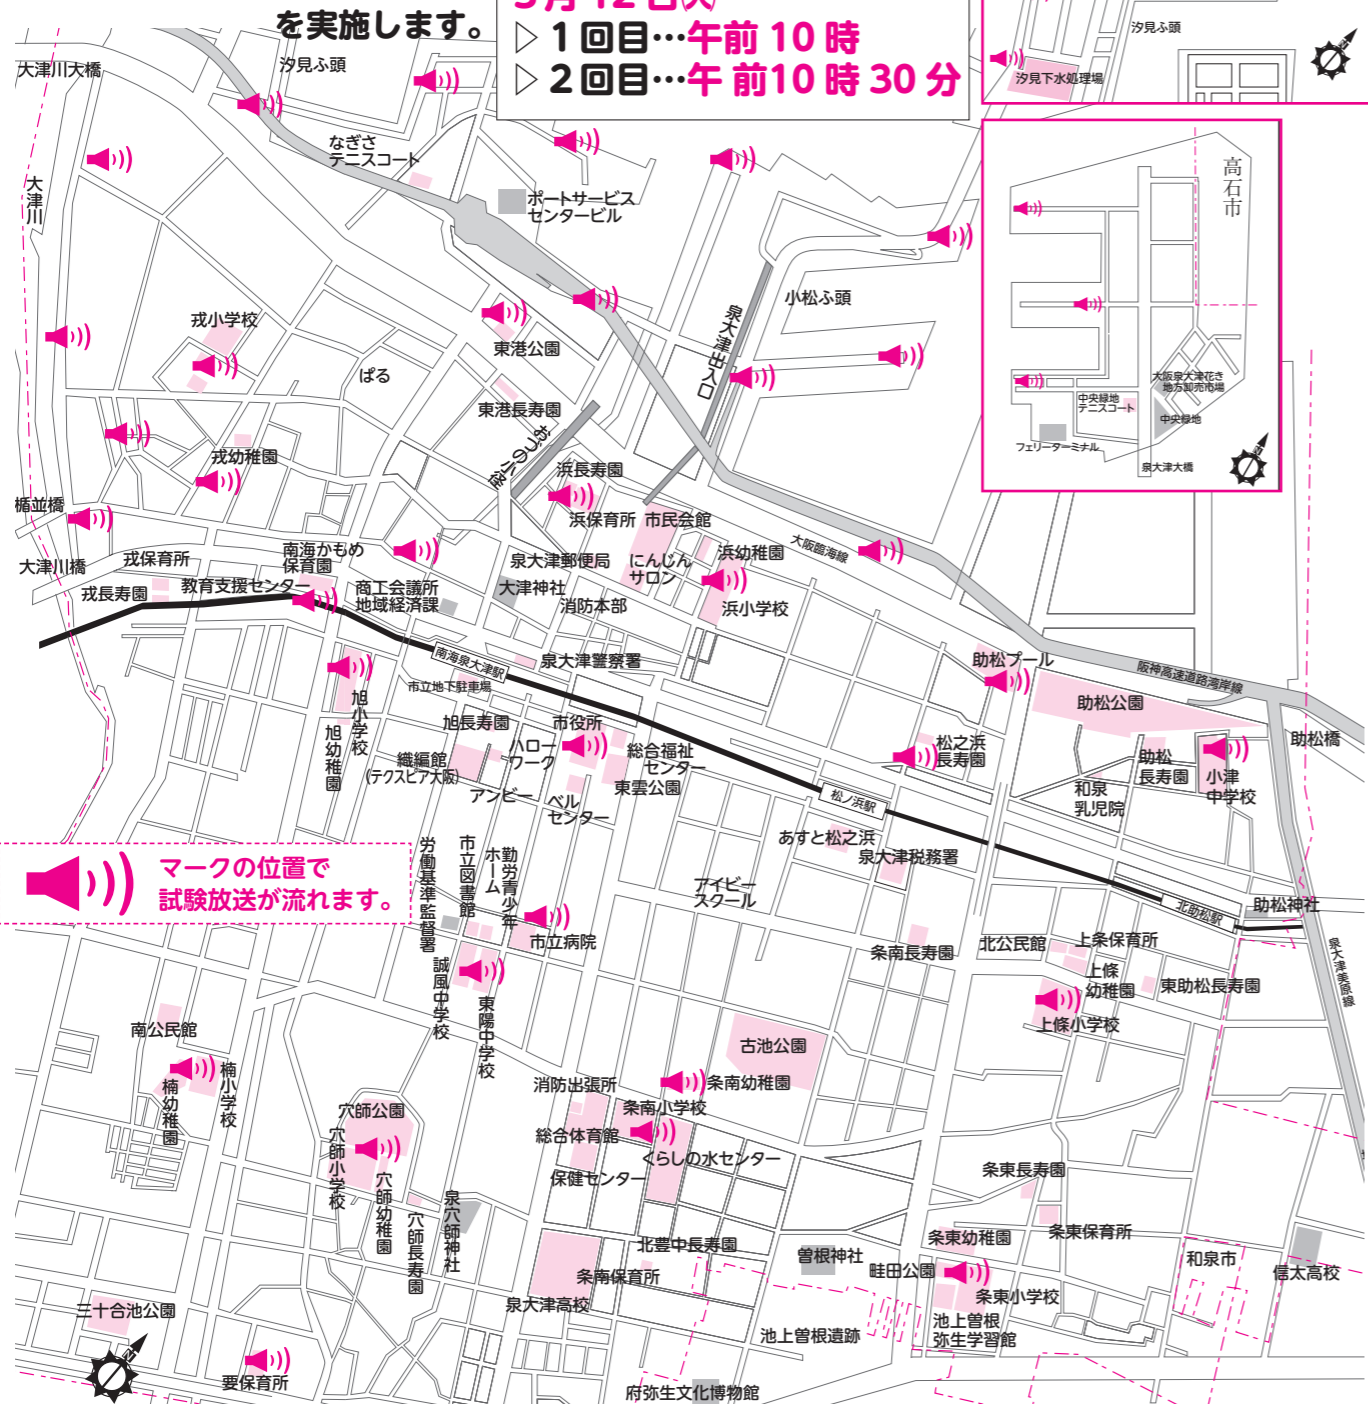 を実施します。
▷1回目…午前10時
▷2回目…午 前10時30分
汐見ふ頭
汐見下水処理場
大津川大橋
汐見ふ頭
大津川
なぎさ
テニスコート
ポートサービス
センタービル
高石市
大阪泉大津花き
地方卸売市場
中央緑地
テニスコート
中央緑地
フェリーターミナル
泉大津大橋
小松ふ頭
泉大津出入口
戎小学校
東港公園
ぱる
東港長寿園
おづの小径
戎幼稚園
浜長寿園
楯並橋
浜保育所
市民会館
大阪臨海線
大津川橋
戎保育所
南海かもめ
保育園
泉大津郵便局
にんじん
サロン
浜幼稚園
戎長寿園
教育支援センター
商工会議所
地域経済課
大津神社
消防本部
浜小学校
南海泉大津駅
泉大津警察署
市立地下駐車場
助松プール
阪神高速道路湾岸線
助松公園
助松橋
旭小学校
旭幼稚園
旭長寿園
市役所
ハロー
ワーク
織編館
(テクスピア大阪)
アンビー
総合福祉
センター
東雲公園
ベル
センター
松之浜
長寿園
助松
長寿園
小津
中学校
和泉
乳児院
松ノ浜駅
あすと松之浜
泉大津税務署
マークの位置で
試験放送が流れます。
労働基準監督署
市立図書館
勤労青少年
ホーム
アイビー
スクール
市立病院
北助松駅
助松神社
条南長寿園
北公民館
上条保育所
上條
幼稚園
東助松長寿園
泉大津美原線
誠風中学校
東陽中学校
上條小学校
南公民館
楠小学校
楠幼稚園
古池公園
消防出張所
条南幼稚園
条南小学校
穴師公園
総合体育館
くらしの水センター
穴師小学校
保健センター
穴師幼稚園
穴師長寿園
泉穴師神社
条東長寿園
条東幼稚園
条東保育所
北豊中長寿園
曽根神社
畦田公園
和泉市
信太高校
条南保育所
泉大津高校
条東小学校
三十合池公園
池上曽根遺跡
池上曽根
弥生学習館
要保育所
府弥生文化博物館